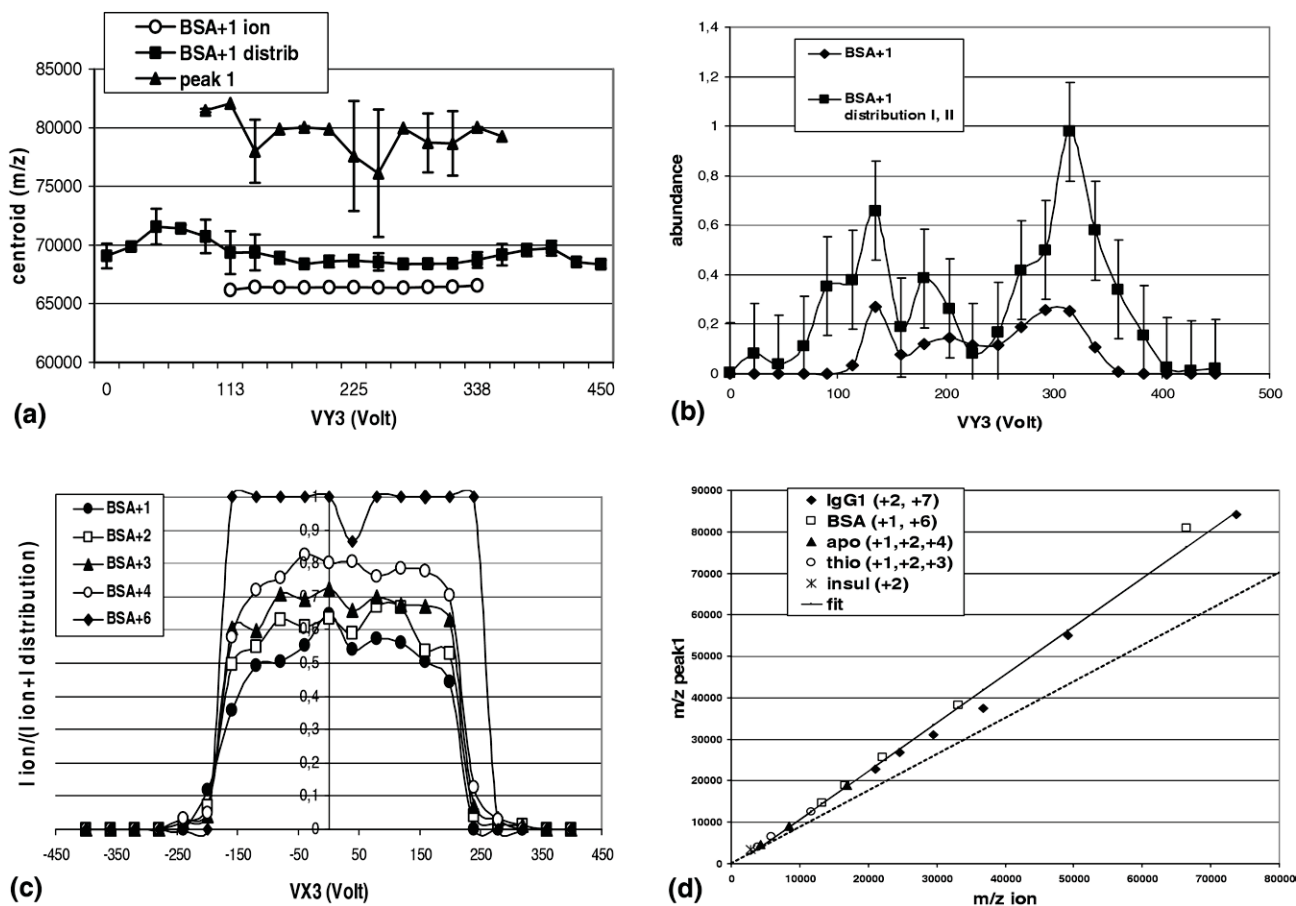 BSA+1 ion
BSA+1 distrib
peak 1
85000
80000
75000
70000
65000
60000
centroid (m/z)
0 113 225 338 450
VY3 (Volt)
(a)
1,4
1,2
1
0,8
0,6
0,4
0,2
0
abundance
BSA+1
BSA+1
distribution I, II
0 100 200 300 400 500
VY3 (Volt)
(b)
BSA+1
BSA+2
BSA+3
BSA+4
BSA+6
I ion/(I ion+I distribution)
1
0,9
0,8
0,7
0,6
0,5
0,4
0,3
0,2
0,1
0
-450 -350 -250 -150 -50 50 150 250 350 450
VX3 (Volt)
(c)
90000
80000
70000
60000
50000
40000
30000
20000
10000
0
m/z peak1
IgG1 (+2, +7)
BSA (+1, +6)
apo (+1,+2,+4)
thio (+1,+2,+3)
insul (+2)
fit
0 10000 20000 30000 40000 50000 60000 70000 80000
m/z ion
(d)